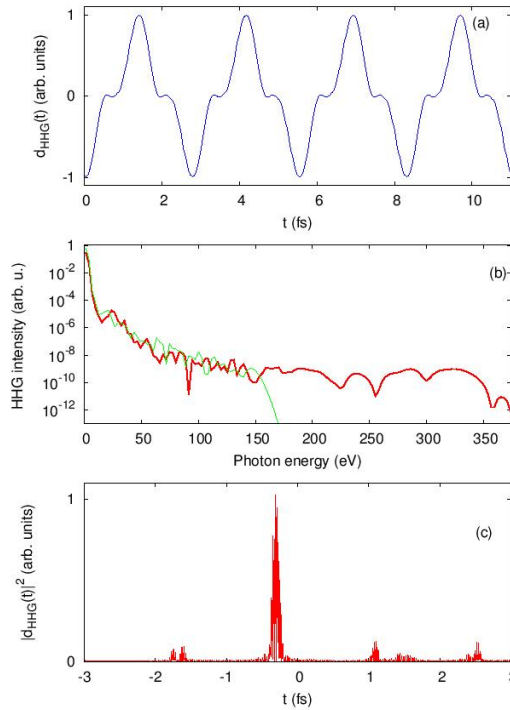 (a)
d_HHG(t) (arb. units)
1
0
-1
0 2 4 6 8 10
t (fs)
(b)
HHG intensity (arb. u.)
1
10^-2
10^-4
10^-6
10^-8
10^-10
10^-12
0 50 100 150 200 250 300 350
Photon energy (eV)
(c)
|d_HHG(t)|^2 (arb. units)
1
0
-3 -2 -1 0 1 2 3
t (fs)